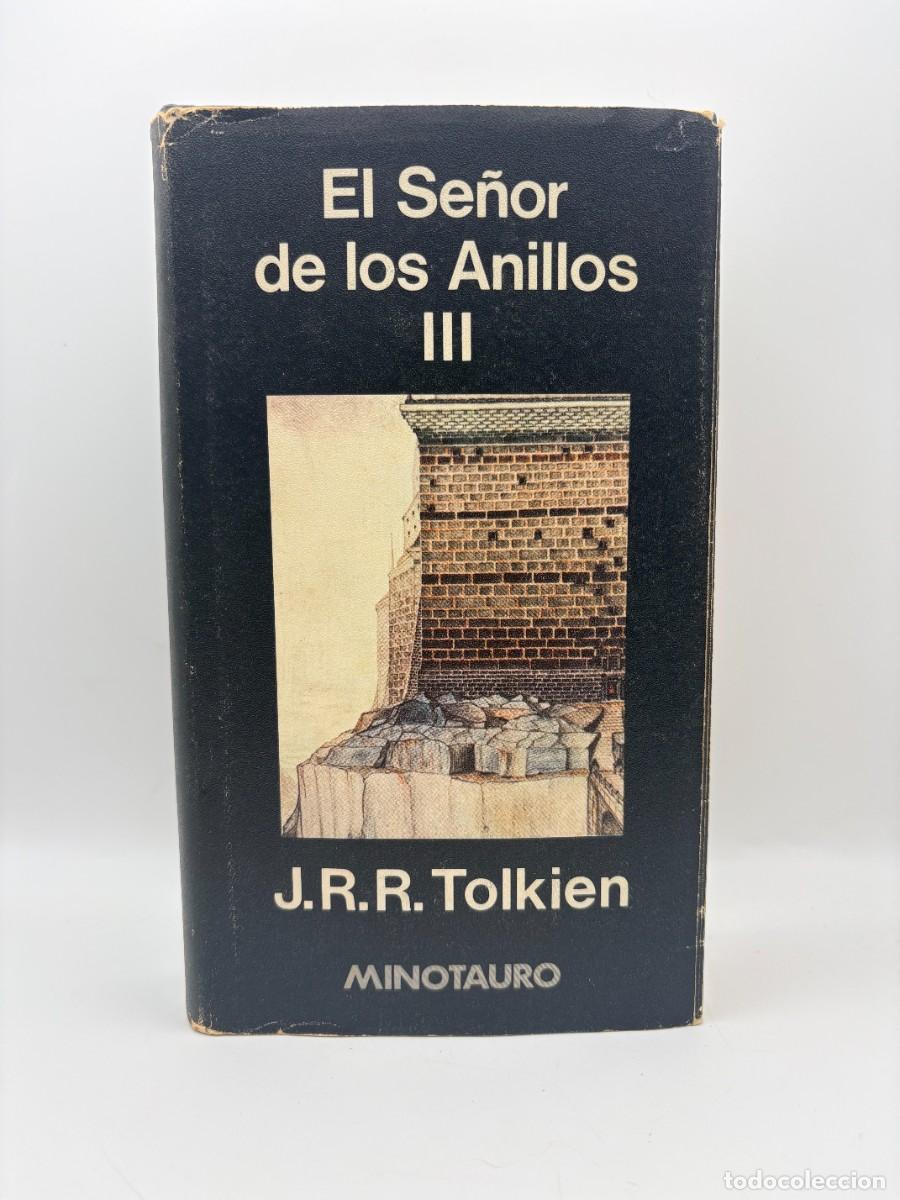 El Señor
de los Anillos
III
J.R.R. Tolkien
MINOTAURO
todocoleccion